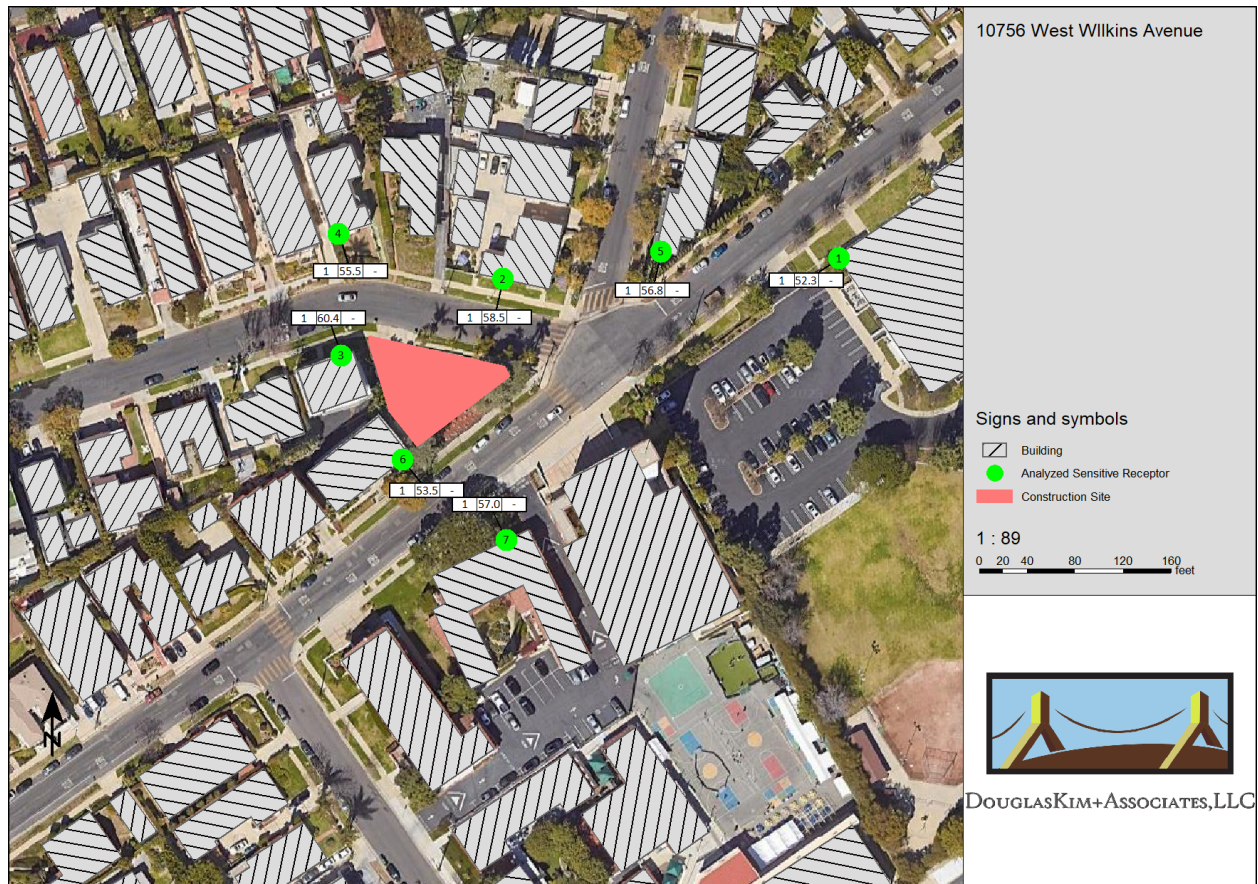 10756 West WIlkins Avenue
4
1 55.5 -
2
1 58.5 -
5
1 56.8 -
1
1 52.3 -
3
1 60.4 -
6
1 53.5 -
7
1 57.0 -
Signs and symbols
Building
Analyzed Sensitive Receptor
Construction Site
1 : 89
0 20 40 80 120 160
feet
N
DOUGLASKIM+ASSOCIATES,LLC